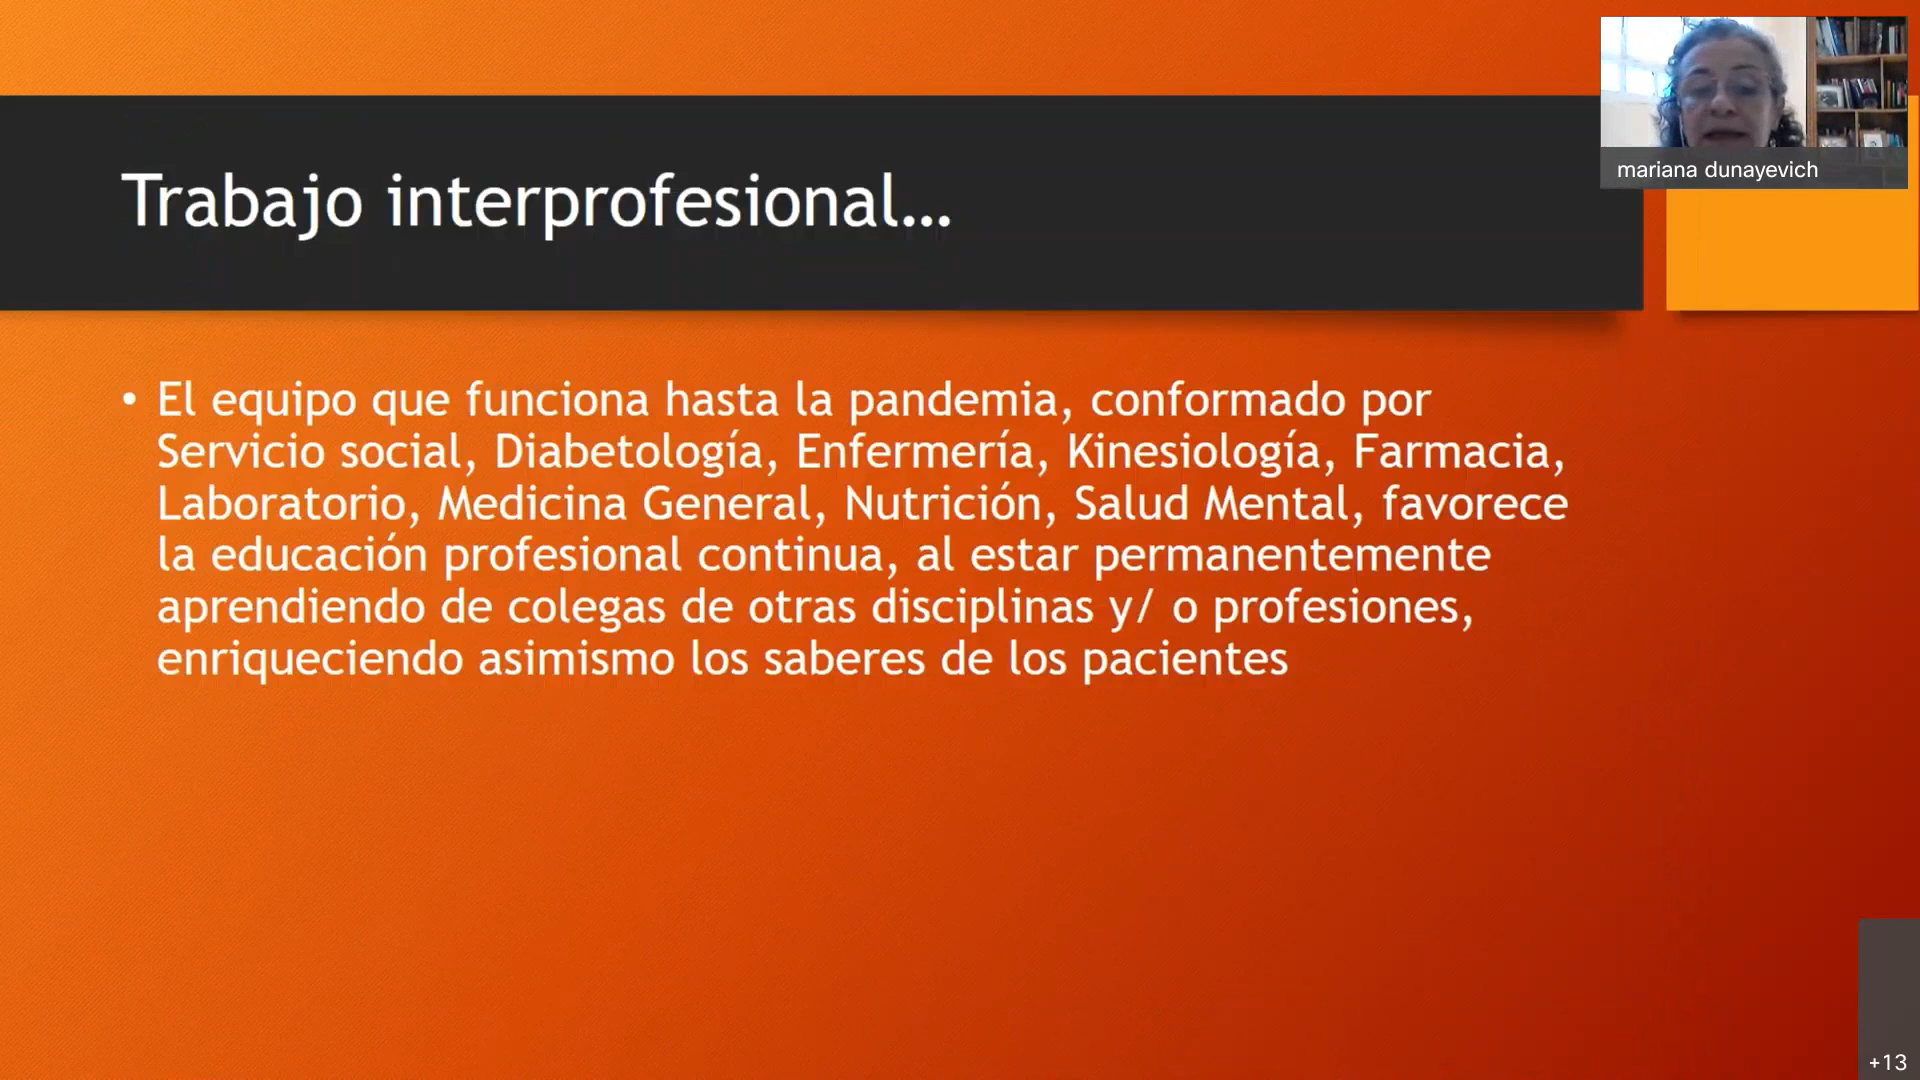 mariana dunayevich
Trabajo interprofesional...
• El equipo que funciona hasta la pandemia, conformado por
Servicio social, Diabetología, Enfermería, Kinesiología, Farmacia,
Laboratorio, Medicina General, Nutrición, Salud Mental, favorece
la educación profesional continua, al estar permanentemente
aprendiendo de colegas de otras disciplinas y/ o profesiones,
enriqueciendo asimismo los saberes de los pacientes
+13